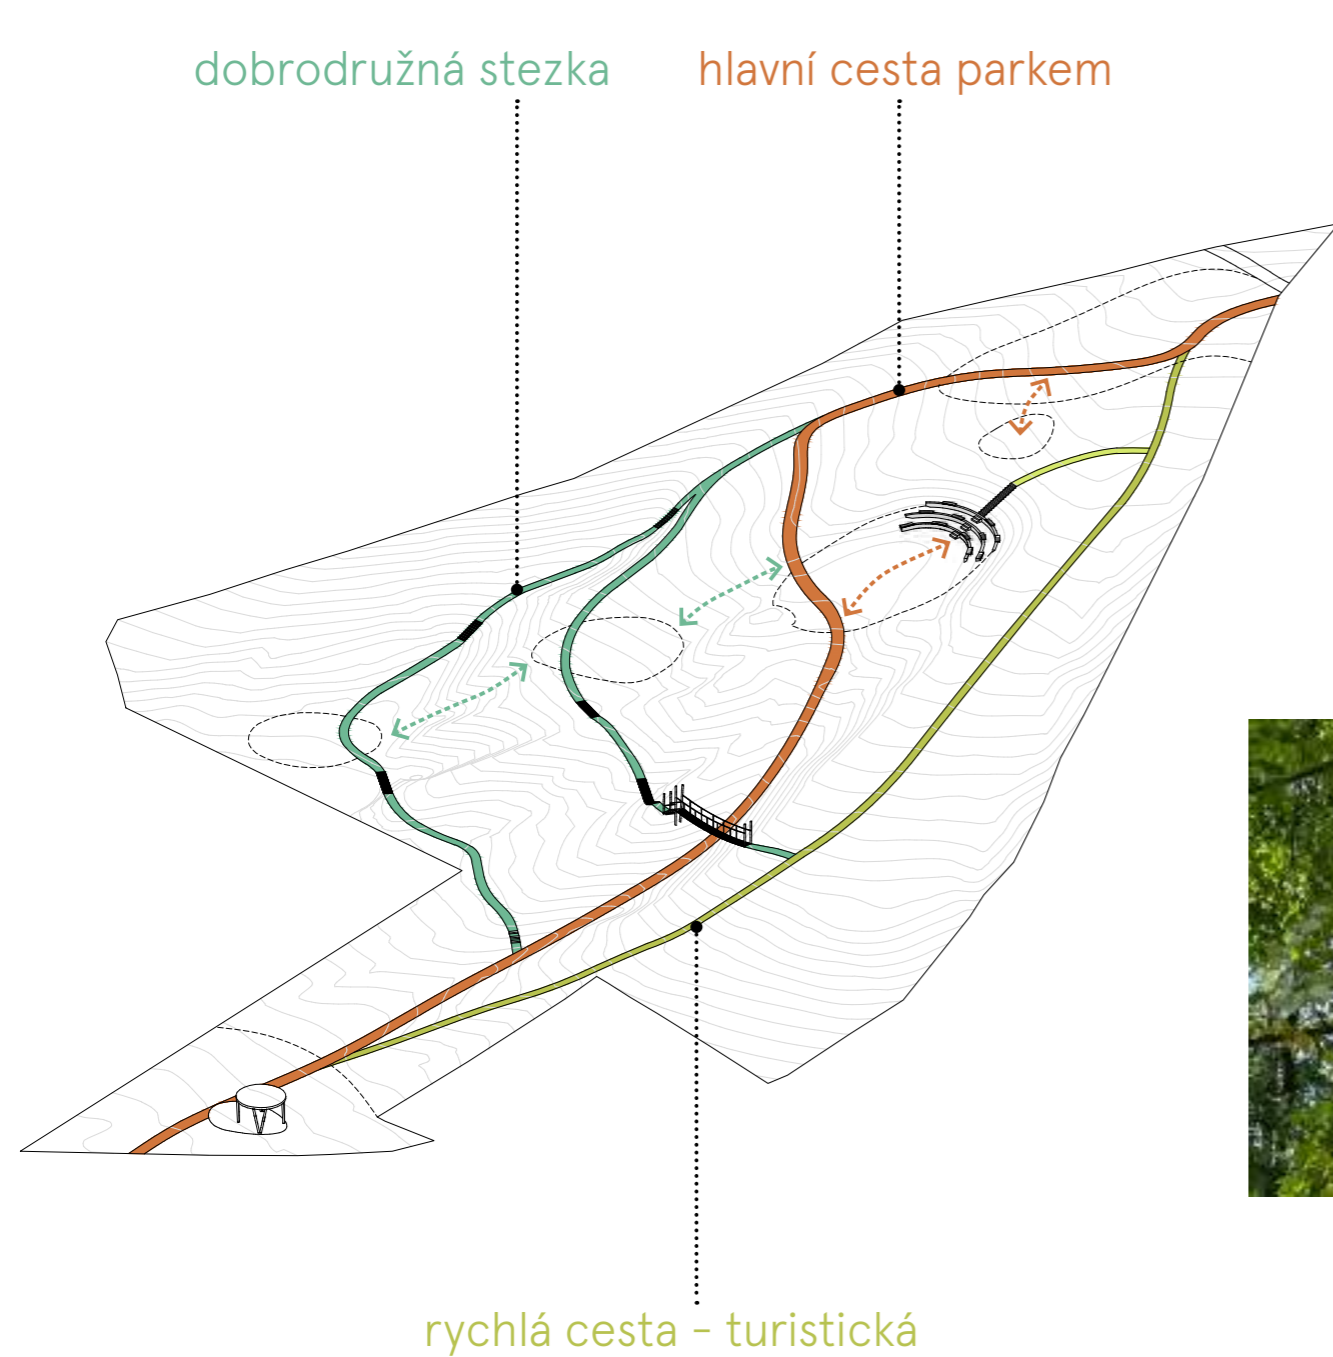 dobrodružná stezka
hlavní cesta parkem
rychlá cesta - turistická